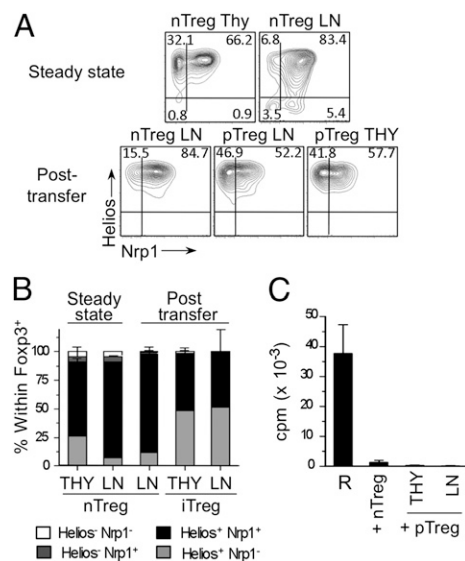 A
nTreg Thy nTreg LN
Steady state
32.1 66.2 6.8 83.4
0.8 0.9 3.5 5.4
nTreg LN pTreg LN pTreg THY
Post-
transfer
15.5 84.7 46.9 52.2 41.8 57.7
Helios
Nrp1
B
Steady state
Post transfer
% Within Foxp3+
100
75
50
25
0
THY LN LN THY LN
nTreg iTreg
Helios- Nrp1- Helios+ Nrp1+
Helios- Nrp1+ Helios+ Nrp1-
C
cpm (x 10-3)
50
40
30
20
10
0
R
+ nTreg
THY
LN
+ pTreg